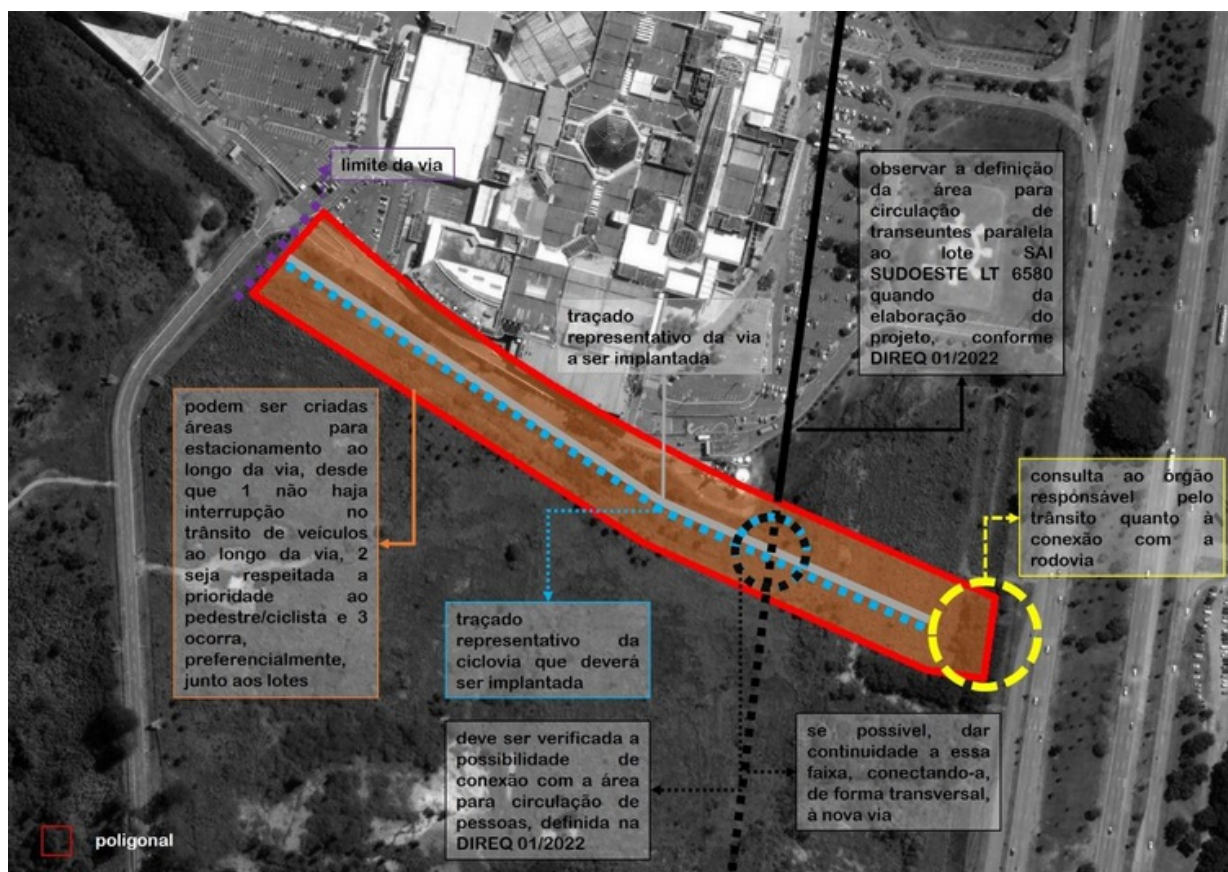 limite da via
observar a definição
da área para
circulação de
transeuntes paralela
ao lote SAI
SUDOESTE LT 6580
quando da
elaboração do
projeto, conforme
DIREQ 01/2022
traçado
representativo da via
a ser implantada
podem ser criadas
áreas para
estacionamento ao
longo da via, desde
que 1 não haja
interrupção no
trânsito de veículos
ao longo da via, 2
seja respeitada a
prioridade ao
pedestre/ciclista e 3
ocorra,
preferencialmente,
junto aos lotes
consulta ao órgão
responsável pelo
trânsito quanto à
conexão com a
rodovia
traçado
representativo da
ciclovia que deverá
ser implantada
deve ser verificada a
possibilidade de
conexão com a área
para circulação de
pessoas, definida na
DIREQ 01/2022
se possível, dar
continuidade a essa
faixa, conectando-a,
de forma transversal,
à nova via
poligonal